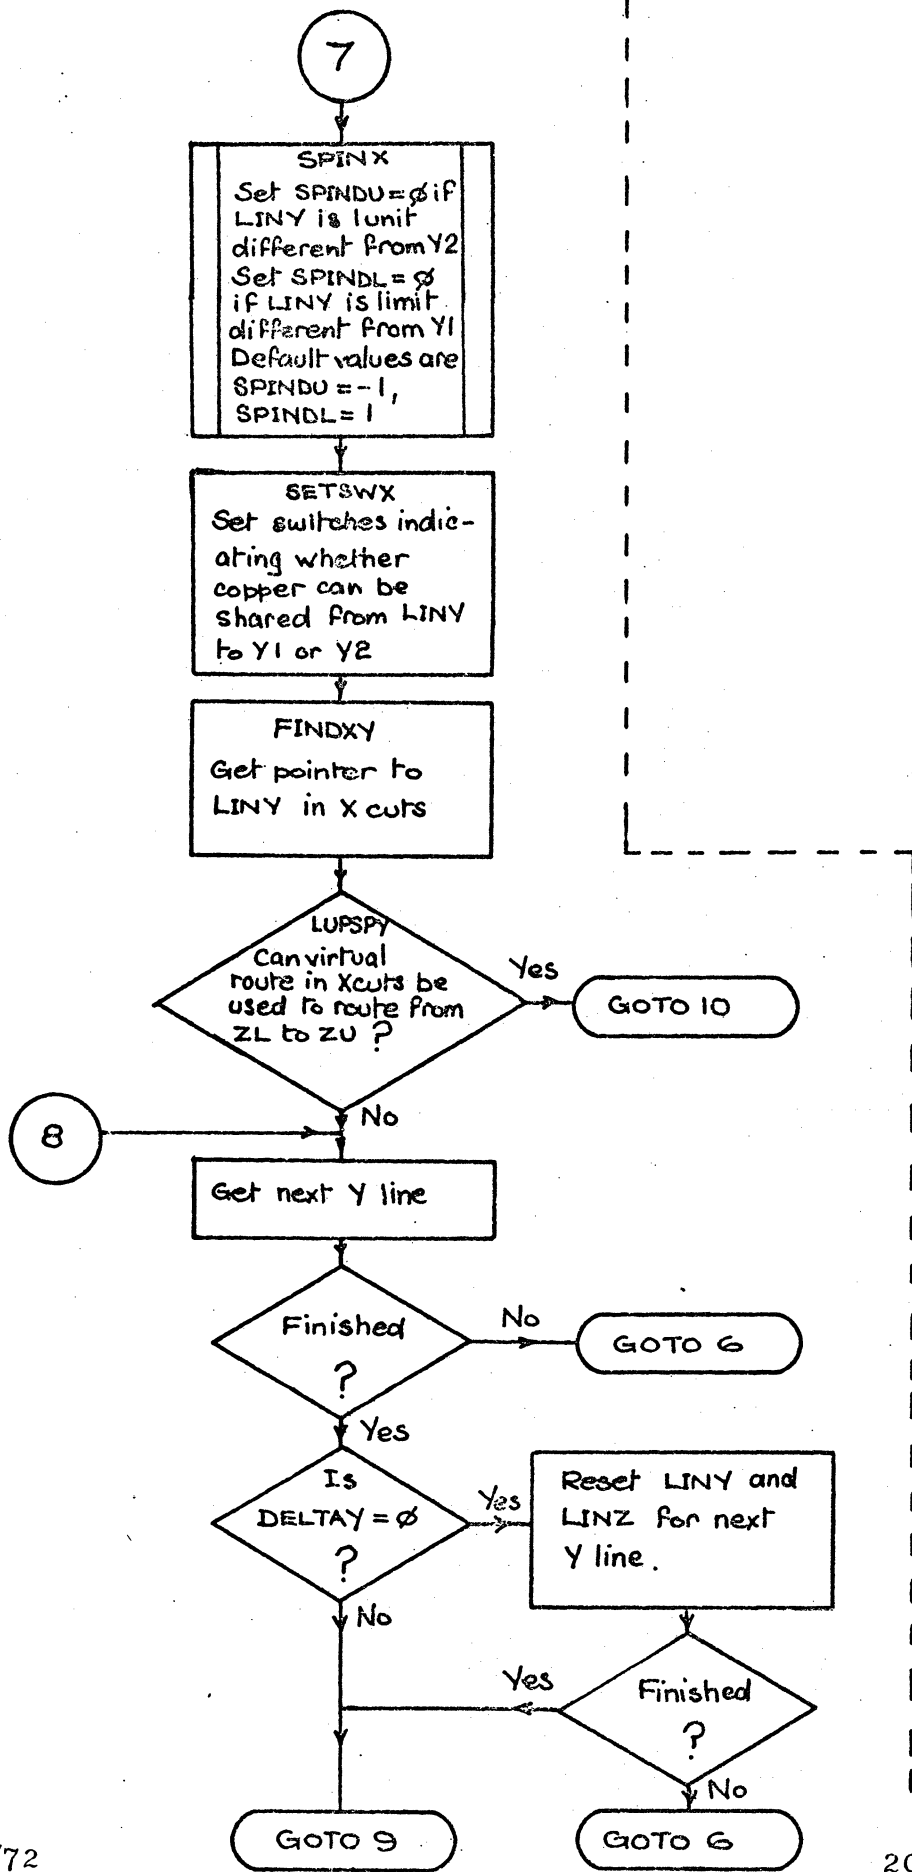 7
SPINX
Set SPINDU=ø if
LINY is 1unit
different from Y2
Set SPINDL=ø
if LINY is limit
different from Y1
Default values are
SPINDU=-1,
SPINDL=1
SETSWX
Set switches indic-
ating whether
copper can be
shared from LINY
to Y1 or Y2
FINDXY
Get pointer to
LINY in X cuts
LUPSPY
Can virtual
route in Xcuts be
used to route from
ZL to ZU ?
Yes
GOTO 10
No
8
Get next Y line
Finished
?
No
GOTO 6
Yes
Is
DELTAY=ø
?
Yes
Reset LINY and
LINZ for next
Y line.
No
Finished
?
Yes
No
GOTO 9
GOTO 6
/72
20